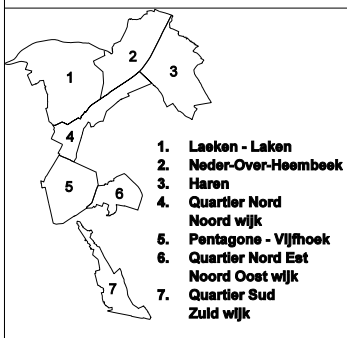 2
1
3
4
5
6
7
1. Laeken - Laken
2. Neder-Over-Heembeek
3. Haren
4. Quartier Nord
Noord wijk
5. Pentagone - Vijfhoek
6. Quartier Nord Est
Noord Oost wijk
7. Quartier Sud
Zuid wijk